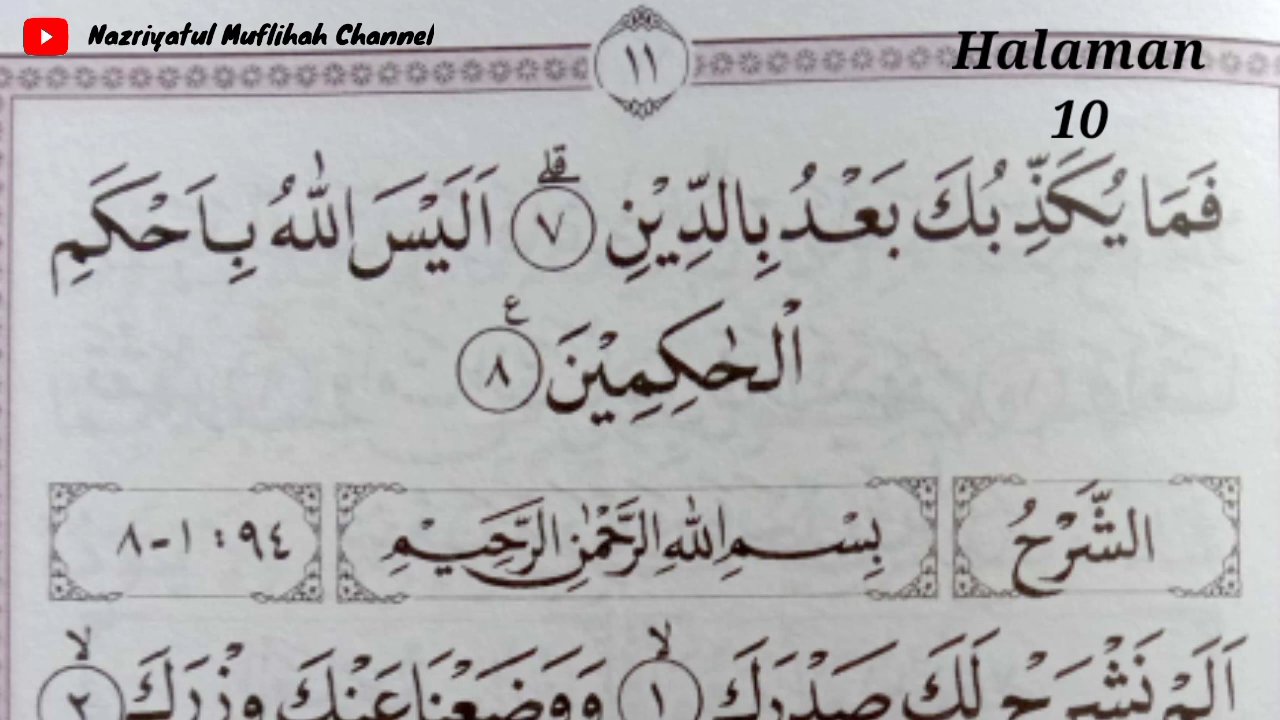 Nazriyatul Muflihah Channel
١١
Halaman
10
فَمَا يُكَذِّبُكَ بَعْدُ بِالدِّيْنِۗ ٧ اَلَيْسَ اللّٰهُ بِاَحْكَمِ
الْحٰكِمِيْنَ ࣖ ٨
الشَّرْحُ بِسْمِ اللّٰهِ الرَّحْمٰنِ الرَّحِيْمِ ٩٤ : ١-٨
اَلَمْ نَشْرَحْ لَكَ صَدْرَكَۙ ١ وَوَضَعْنَا عَنْكَ وِزْرَكَۙ ٢